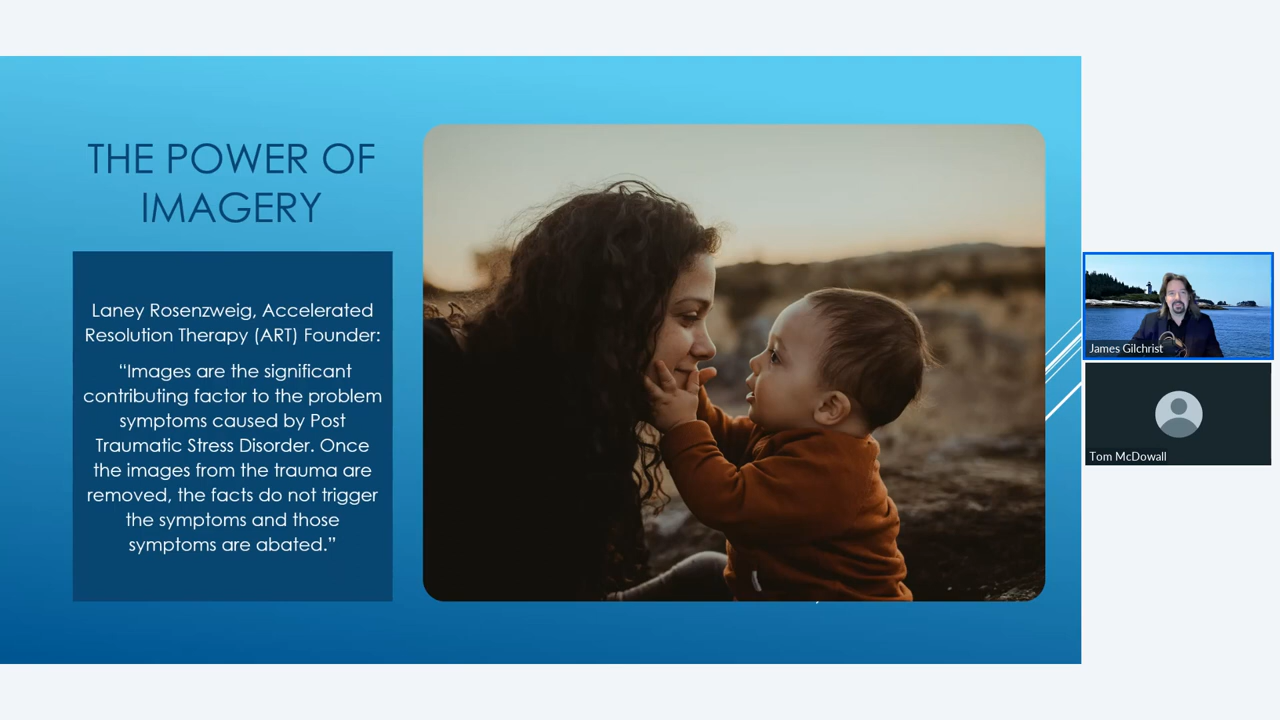 THE POWER OF
IMAGERY
Laney Rosenzweig, Accelerated
Resolution Therapy (ART) Founder:
“Images are the significant
contributing factor to the problem
symptoms caused by Post
Traumatic Stress Disorder. Once
the images from the trauma are
removed, the facts do not trigger
the symptoms and those
symptoms are abated.”
James Gilchrist
Tom McDowall